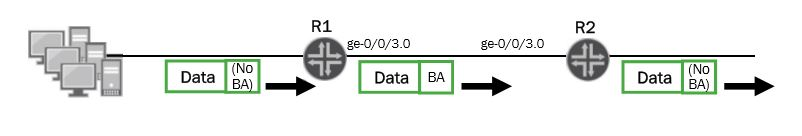 R1
R2
ge-0/0/3.0
ge-0/0/3.0
Data
(No
BA)
Data
BA
Data
(No
BA)